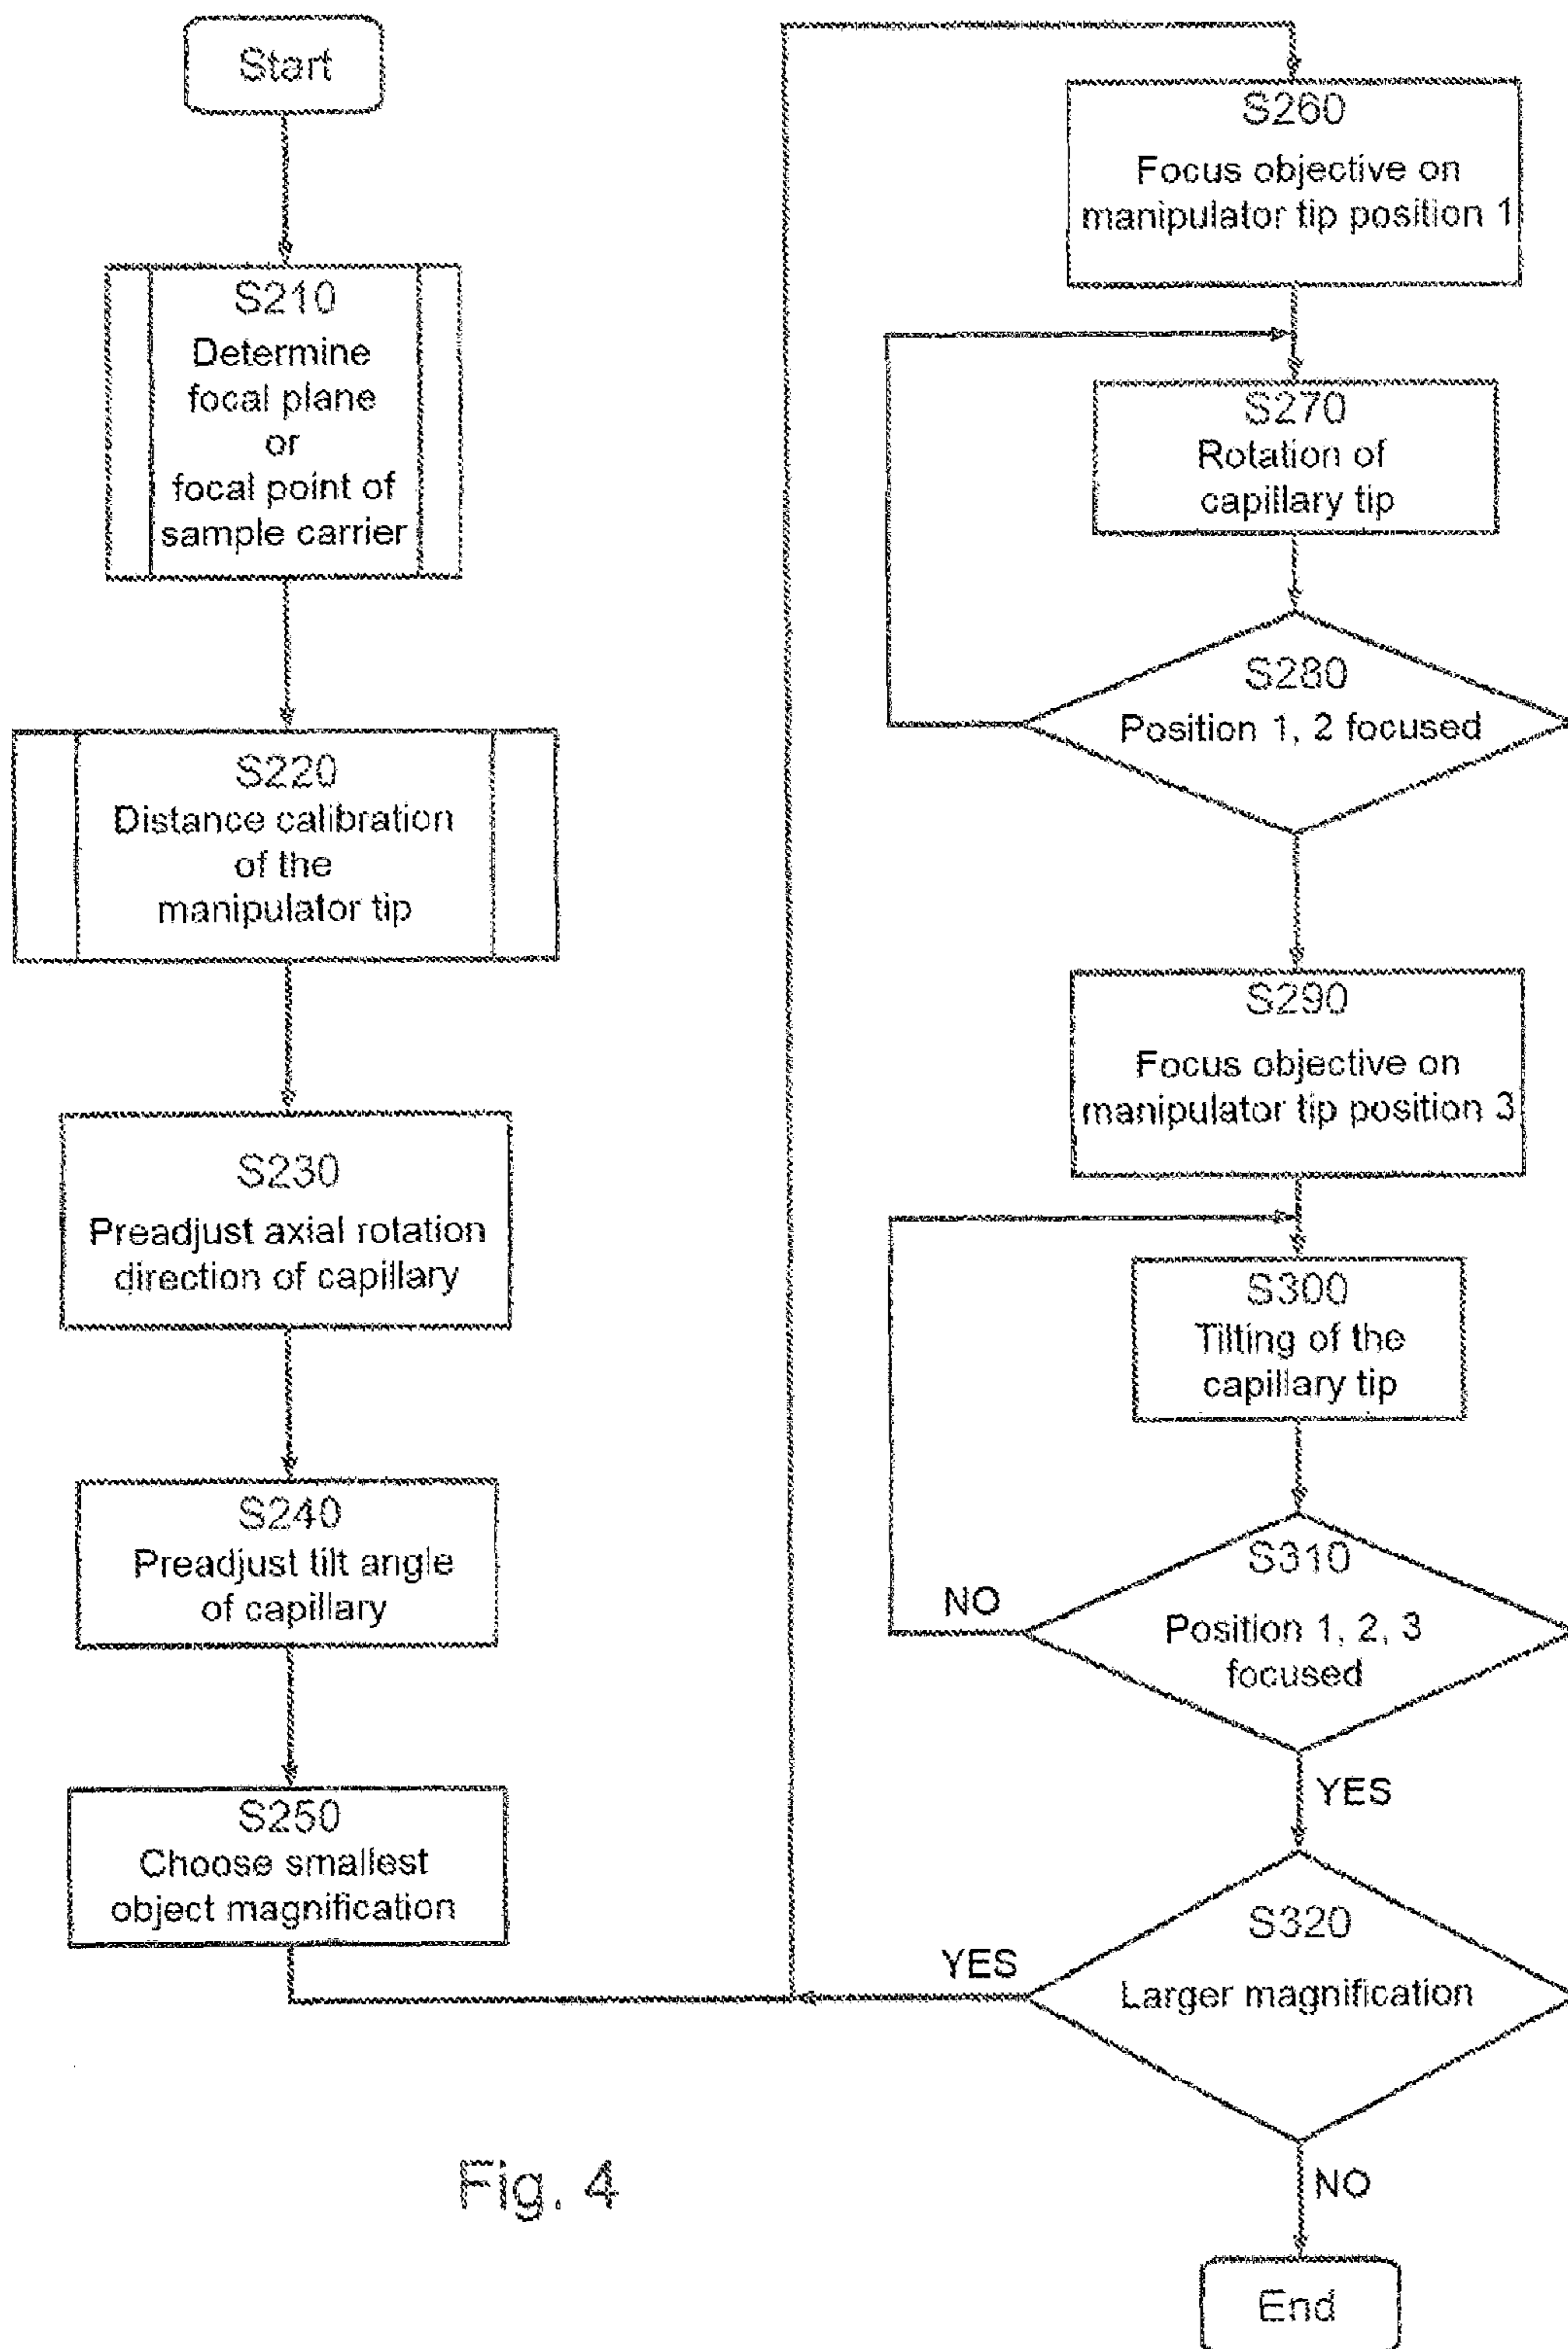 Start
S210
Determine
focal plane
or
focal point of
sample carrier
S220
Distance calibration
of the
manipulator tip
S230
Preadjust axial rotation
direction of capillary
S240
Preadjust tilt angle
of capillary
S250
Choose smallest
object magnification
S260
Focus objective on
manipulator tip position 1
S270
Rotation of
capillary tip
S280
Position 1, 2 focused
S290
Focus objective on
manipulator tip position 3
S300
Tilting of the
capillary tip
S310
NO
Position 1, 2, 3
focused
YES
S320
YES
Larger magnification
NO
End
Fig. 4